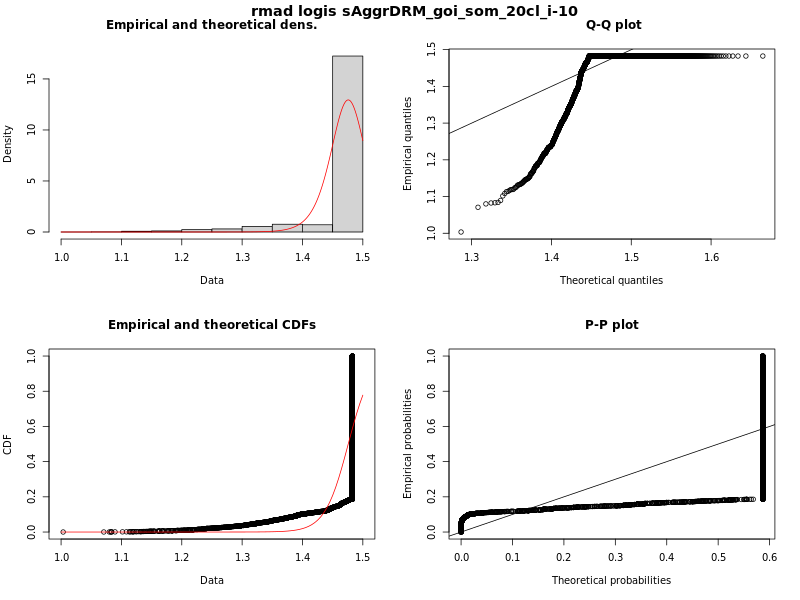 rmad logis sAggrDRM_goi_som_20cl_i-10
Empirical and theoretical dens.
Density
0 5 10 15
1.0 1.1 1.2 1.3 1.4 1.5
Data
Q-Q plot
Empirical quantiles
1.0 1.1 1.2 1.3 1.4 1.5
1.3 1.4 1.5 1.6
Theoretical quantiles
Empirical and theoretical CDFs
CDF
0.0 0.2 0.4 0.6 0.8 1.0
1.0 1.1 1.2 1.3 1.4 1.5
Data
P-P plot
Empirical probabilities
0.0 0.2 0.4 0.6 0.8 1.0
0.0 0.1 0.2 0.3 0.4 0.5 0.6
Theoretical probabilities